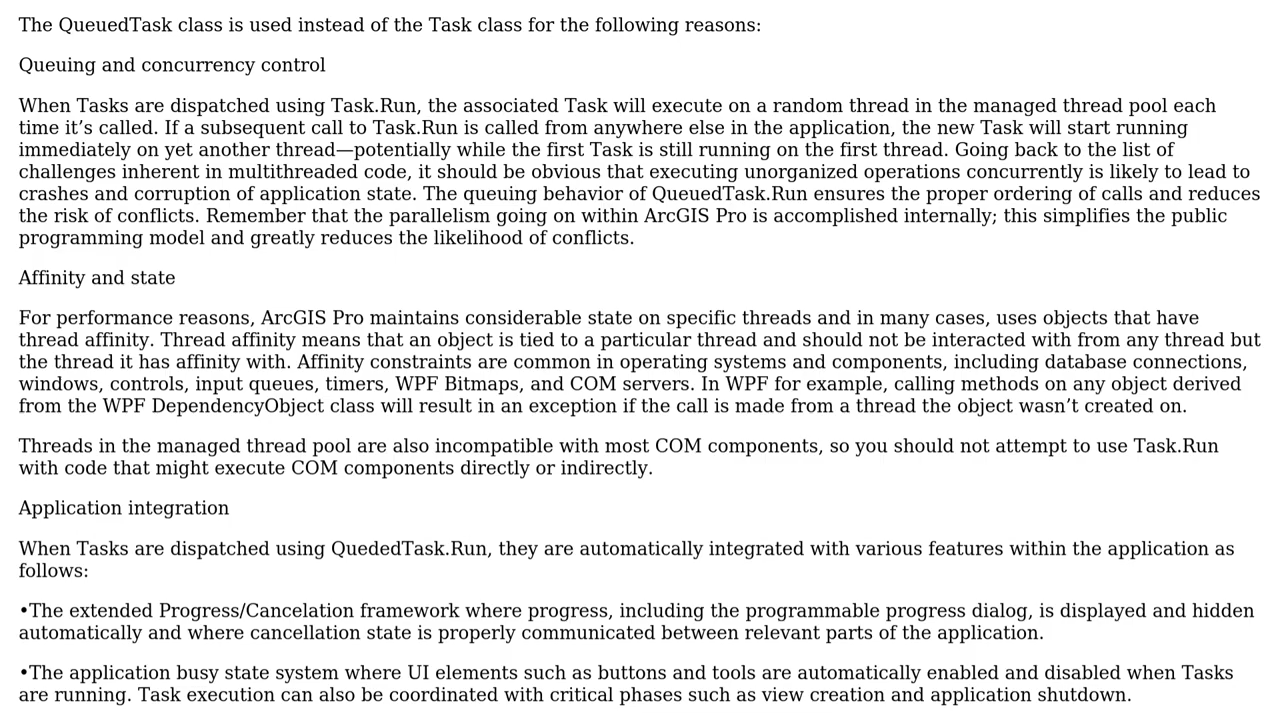 The QueuedTask class is used instead of the Task class for the following reasons:
Queuing and concurrency control
When Tasks are dispatched using Task.Run, the associated Task will execute on a random thread in the managed thread pool each
time it’s called. If a subsequent call to Task.Run is called from anywhere else in the application, the new Task will start running
immediately on yet another thread—potentially while the first Task is still running on the first thread. Going back to the list of
challenges inherent in multithreaded code, it should be obvious that executing unorganized operations concurrently is likely to lead to
crashes and corruption of application state. The queuing behavior of QueuedTask.Run ensures the proper ordering of calls and reduces
the risk of conflicts. Remember that the parallelism going on within ArcGIS Pro is accomplished internally; this simplifies the public
programming model and greatly reduces the likelihood of conflicts.
Affinity and state
For performance reasons, ArcGIS Pro maintains considerable state on specific threads and in many cases, uses objects that have
thread affinity. Thread affinity means that an object is tied to a particular thread and should not be interacted with from any thread but
the thread it has affinity with. Affinity constraints are common in operating systems and components, including database connections,
windows, controls, input queues, timers, WPF Bitmaps, and COM servers. In WPF for example, calling methods on any object derived
from the WPF DependencyObject class will result in an exception if the call is made from a thread the object wasn’t created on.
Threads in the managed thread pool are also incompatible with most COM components, so you should not attempt to use Task.Run
with code that might execute COM components directly or indirectly.
Application integration
When Tasks are dispatched using QuededTask.Run, they are automatically integrated with various features within the application as
follows:
•The extended Progress/Cancelation framework where progress, including the programmable progress dialog, is displayed and hidden
automatically and where cancellation state is properly communicated between relevant parts of the application.
•The application busy state system where UI elements such as buttons and tools are automatically enabled and disabled when Tasks
are running. Task execution can also be coordinated with critical phases such as view creation and application shutdown.